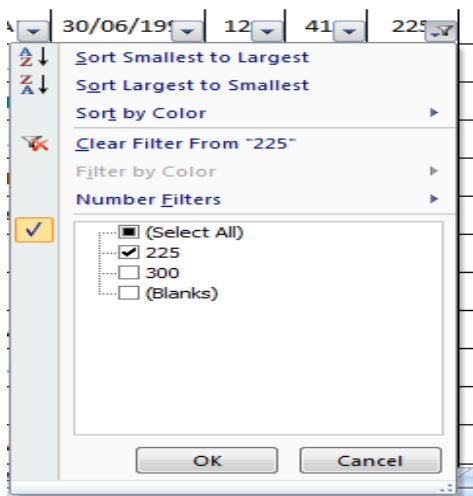 30/06/199 12 41 225
Sort Smallest to Largest
Sort Largest to Smallest
Sort by Color
Clear Filter From "225"
Filter by Color
Number Filters
(Select All)
225
300
(Blanks)
OK Cancel